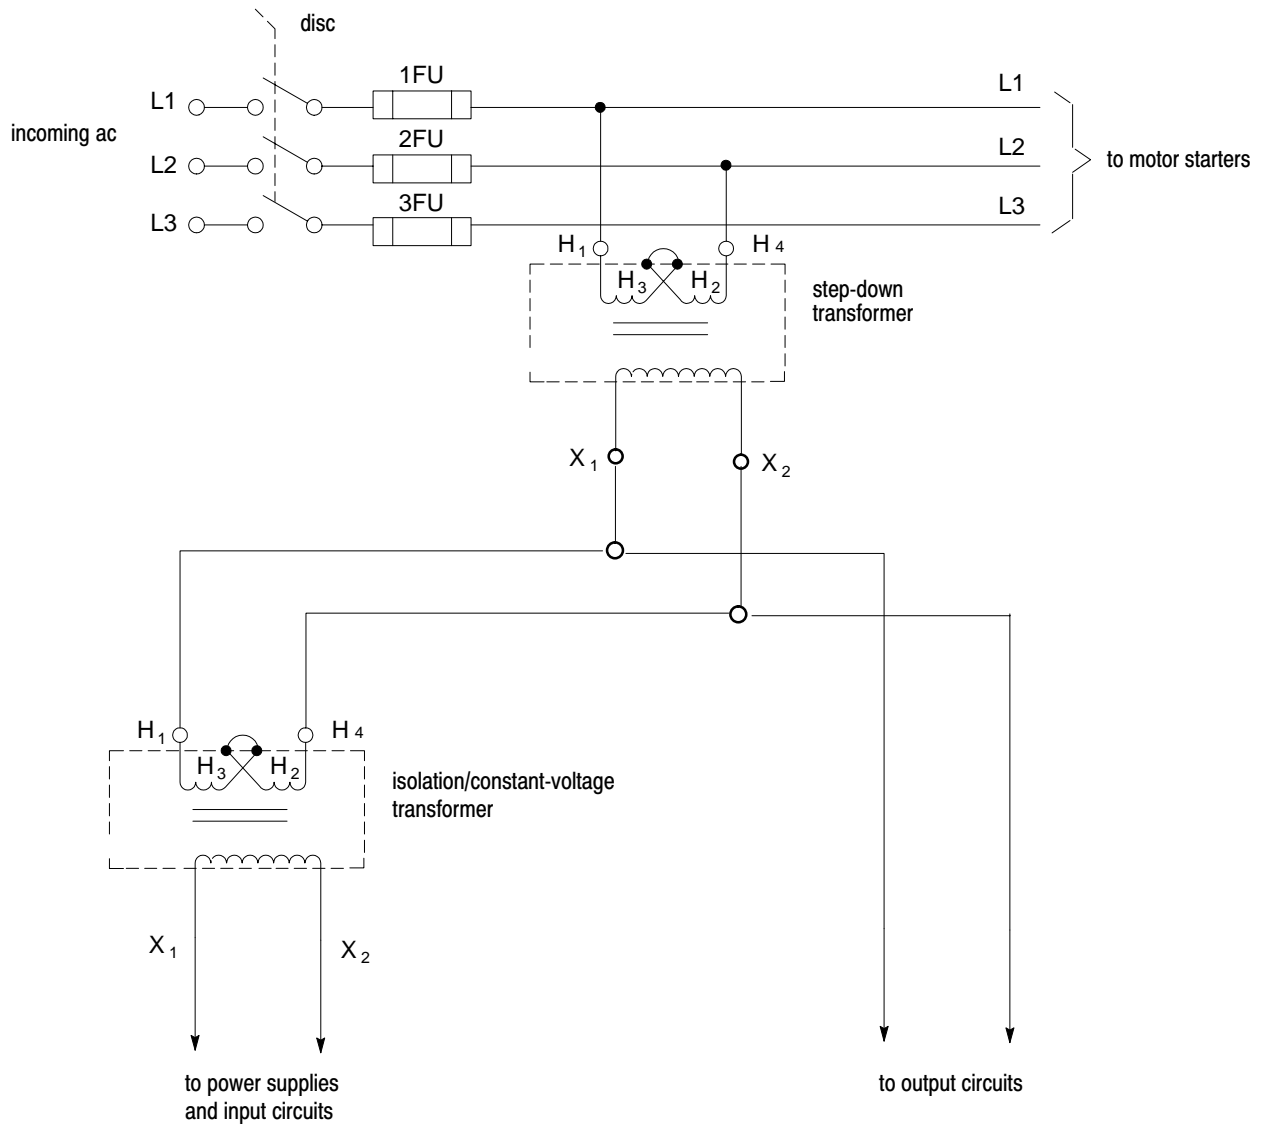 disc
1FU
L1
L1
incoming ac
2FU
L2
L2
to motor starters
3FU
L3
L3
H1
H4
H3
H2
step-down
transformer
X1
X2
H1
H4
H3
H2
isolation/constant-voltage
transformer
X1
X2
to power supplies
and input circuits
to output circuits